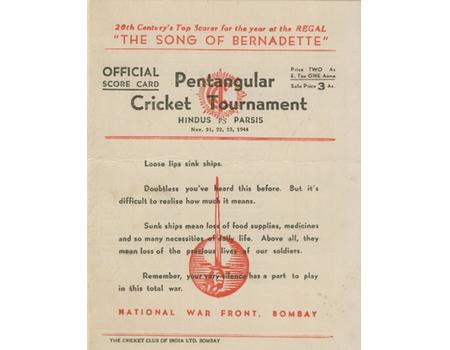 20th Century's Top Scorer for the year at the REGAL
"THE SONG OF BERNADETTE"
OFFICIAL
SCORE CARD
Pentangular
Cricket Tournament
HINDUS vs PARSIS
Nov. 21, 22, 23, 1944
Price TWO As
E. Tax ONE Anna
Sale Price 3 As.
Loose lips sink ships.
Doubtless you've heard this before. But it's
difficult to realise how much it means.
Sunk ships mean loss of food supplies, medicines
and so many necessities of daily life. Above all, they
mean loss of the precious lives of our soldiers.
Remember, your very silence has a part to play
in this total war.
NATIONAL WAR FRONT, BOMBAY
THE CRICKET CLUB OF INDIA LTD. BOMBAY